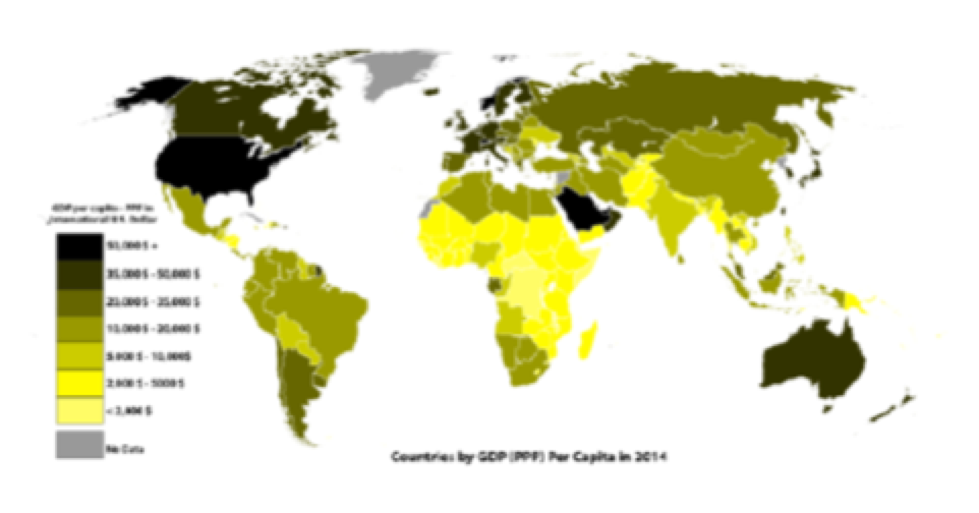 GDP per capita - PPP in
International U.S. Dollar
50,000 $ +
35,000 $ - 50,000 $
20,000 $ - 35,000 $
10,000 $ - 20,000 $
5,000 $ - 10,000$
2,000 $ - 5000 $
< 2,000 $
No Data
Countries by GDP (PPP) Per Capita in 2014